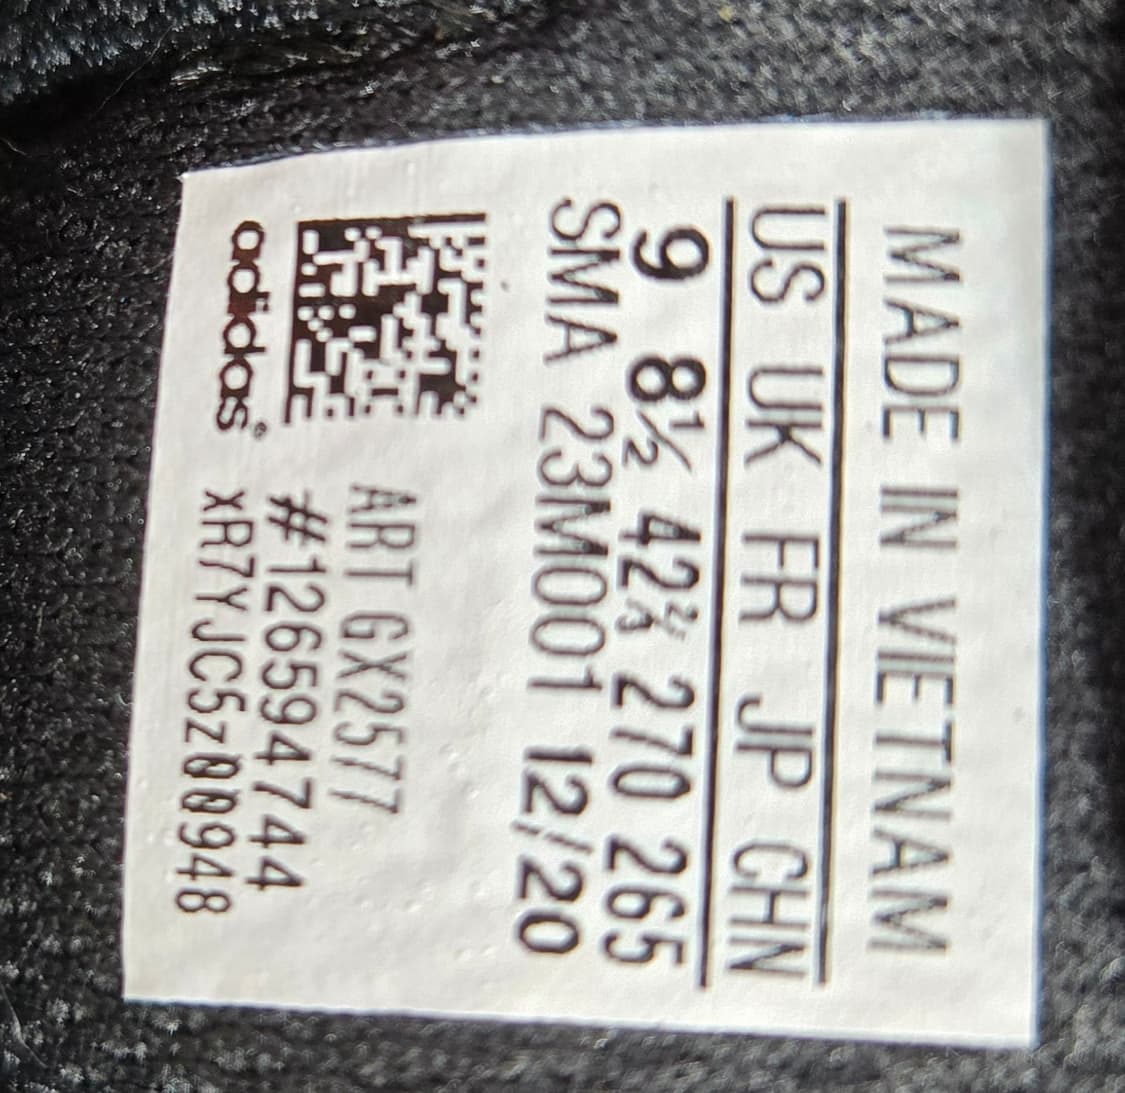 MADE IN VIETNAM
US UK FR JP CHN
9 8½ 42⅔ 270 265
SMA 23M001 12/20
ART GX2577
#1265944744
xR7YJC5z00948
adidas®